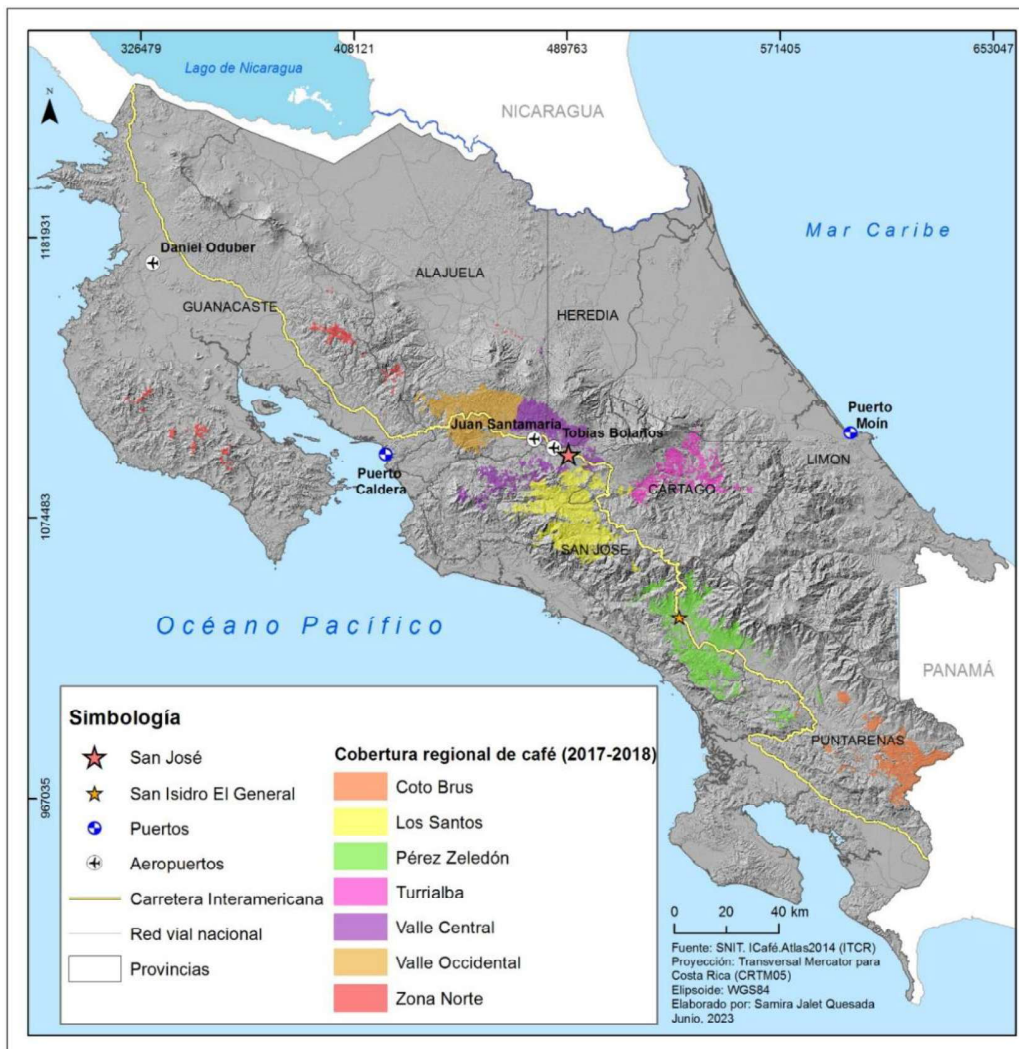 326479
408121
489763
571405
653047
Lago de Nicaragua
N
NICARAGUA
1181931
Mar Caribe
Daniel Oduber
ALAJUELA
GUANACASTE
HEREDIA
Puerto
Moín
Juan Santamaría
Tobías Bolaños
LIMON
Puerto
Caldera
CARTAGO
1074483
SAN JOSE
Océano Pacífico
PANAMÁ
PUNTARENAS
967035
Simbología
San José
San Isidro El General
Puertos
Aeropuertos
Carretera Interamericana
Red vial nacional
Provincias
Cobertura regional de café (2017-2018)
Coto Brus
Los Santos
Pérez Zeledón
Turrialba
Valle Central
Valle Occidental
Zona Norte
0 20 40 km
Fuente: SNIT. ICafé.Atlas2014 (ITCR)
Proyección: Transversal Mercator para
Costa Rica (CRTM05)
Elipsoide: WGS84
Elaborado por: Samira Jalet Quesada
Junio, 2023